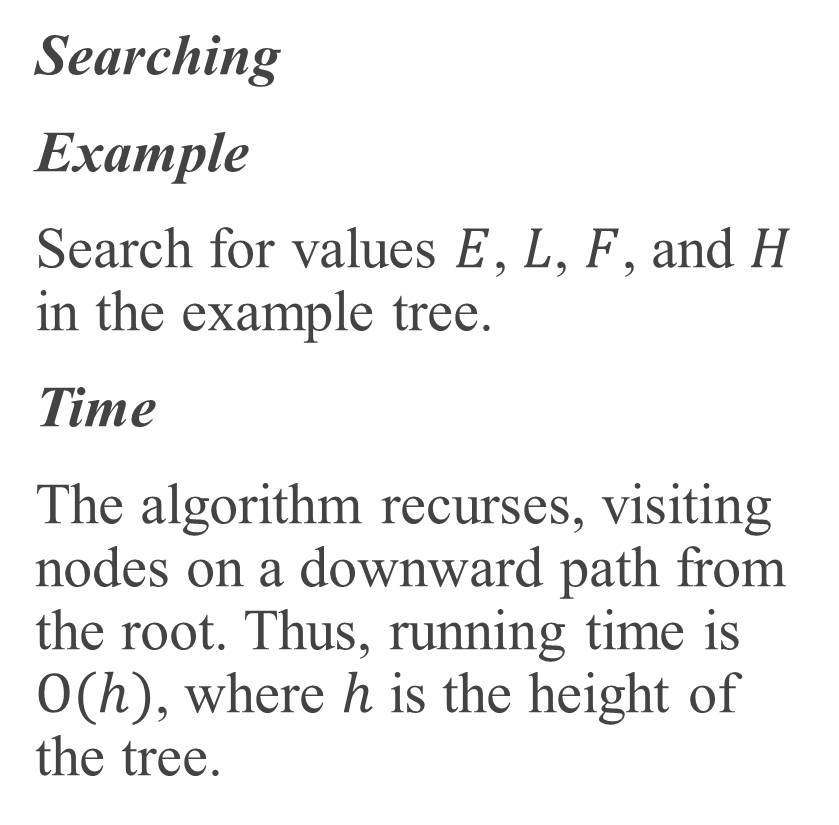 Searching
Example
Search for values E, L, F, and H
in the example tree.
Time
The algorithm recurses, visiting
nodes on a downward path from
the root. Thus, running time is
O(h), where h is the height of
the tree.